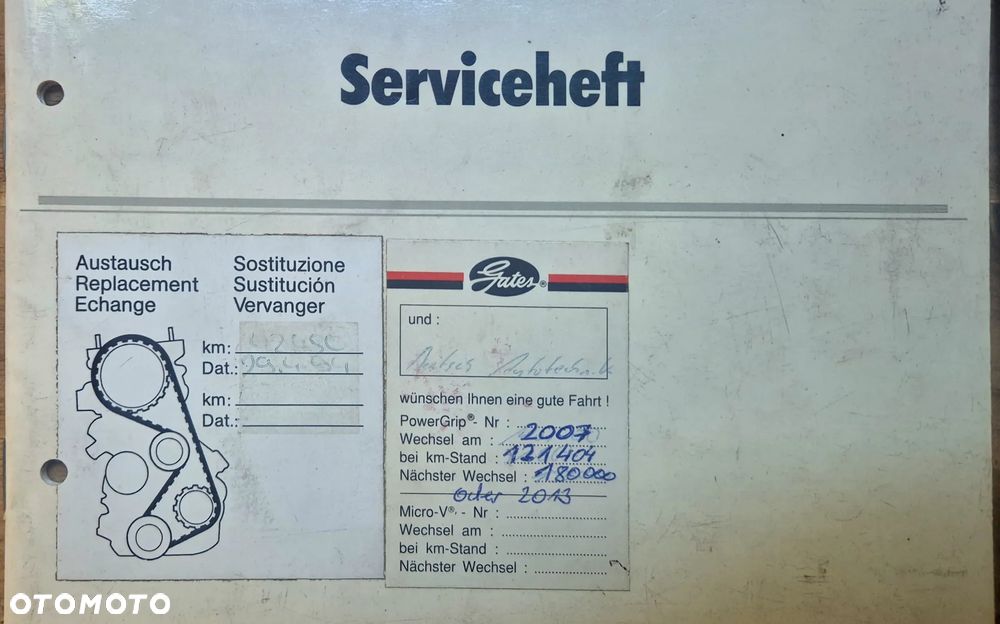 Serviceheft
Austausch
Replacement
Echange
Sostituzione
Sustitución
Vervanger
km:
Dat.:
km:
Dat.:
Gates®
und :
Autotechnik
wünschen Ihnen eine gute Fahrt !
PowerGrip®- Nr :
Wechsel am : 2007
bei km-Stand : 121404
Nächster Wechsel : 180000
oder 2013
Micro-V®. - Nr :
Wechsel am :
bei km-Stand :
Nächster Wechsel :
OTOMOTO